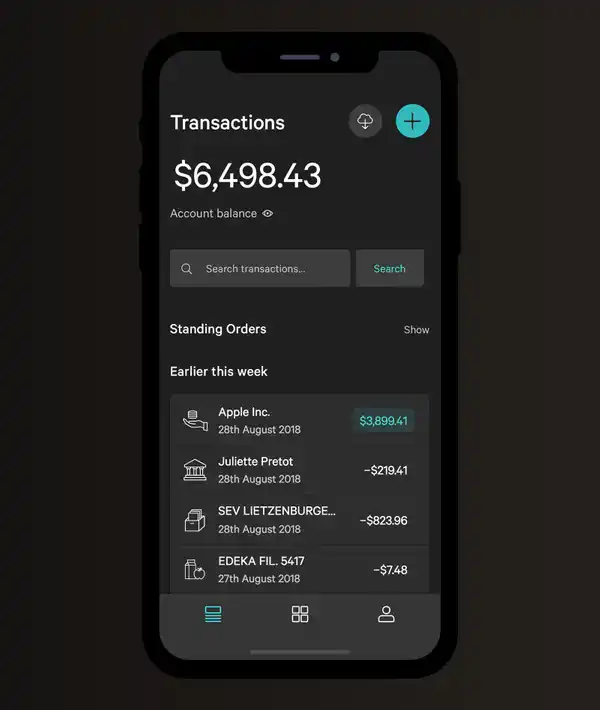 Transactions
$6,498.43
Account balance
Search transactions...
Search
Standing Orders
Show
Earlier this week
Apple Inc.
28th August 2018
$3,899.41
Juliette Pretot
28th August 2018
−$219.41
SEV LIETZENBURGE...
28th August 2018
−$823.96
EDEKA FIL. 5417
27th August 2018
−$7.48